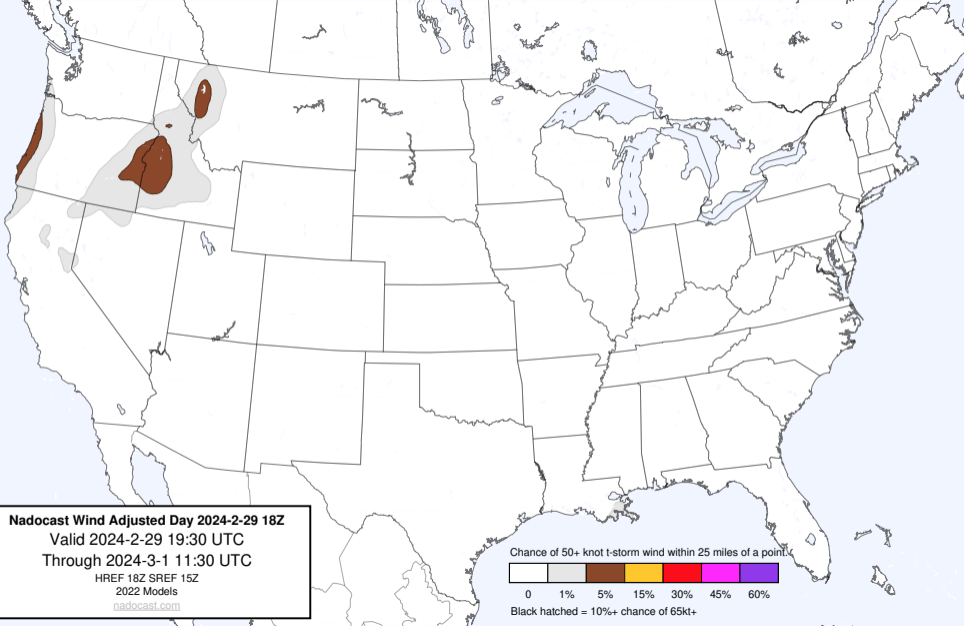 Nadocast Wind Adjusted Day 2024-2-29 18Z
Valid 2024-2-29 19:30 UTC
Through 2024-3-1 11:30 UTC
HREF 18Z SREF 15Z
2022 Models
nadocast.com
Chance of 50+ knot t-storm wind within 25 miles of a point.
0 1% 5% 15% 30% 45% 60%
Black hatched = 10%+ chance of 65kt+